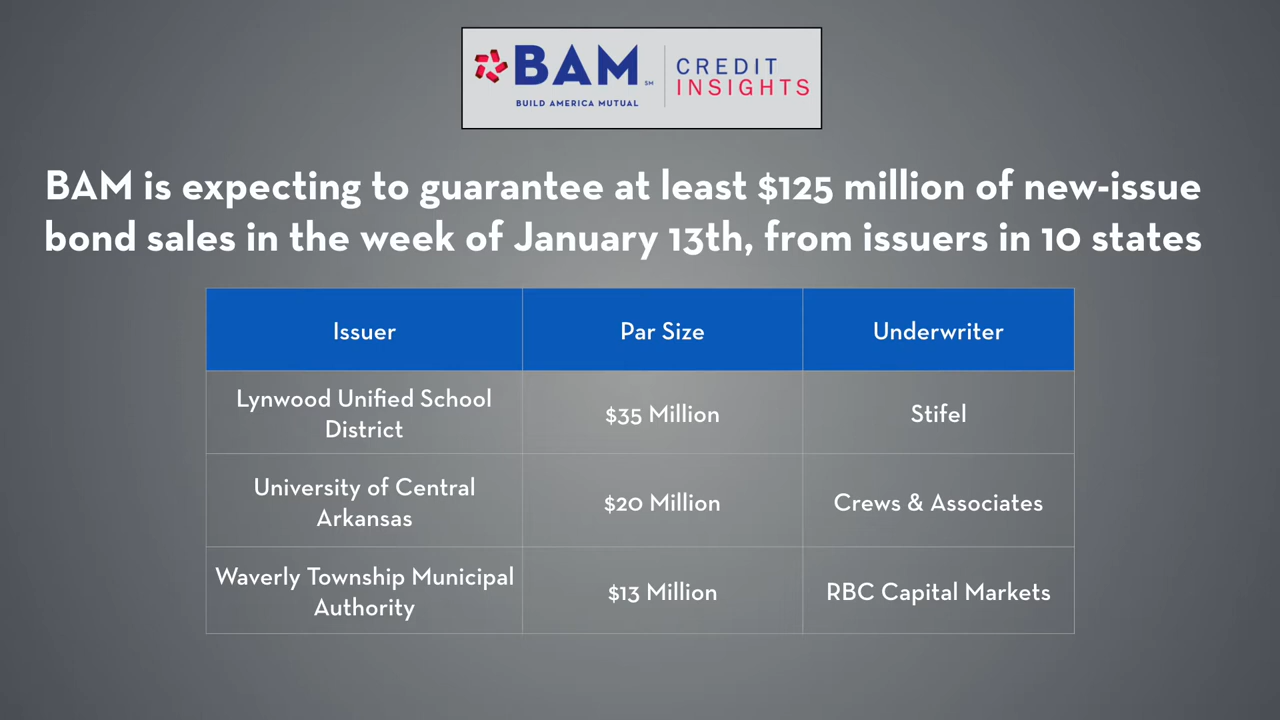 BAM SM
BUILD AMERICA MUTUAL
CREDIT
INSIGHTS
BAM is expecting to guarantee at least $125 million of new-issue
bond sales in the week of January 13th, from issuers in 10 states
Issuer
Par Size
Underwriter
Lynwood Unified School
District
$35 Million
Stifel
University of Central
Arkansas
$20 Million
Crews & Associates
Waverly Township Municipal
Authority
$13 Million
RBC Capital Markets